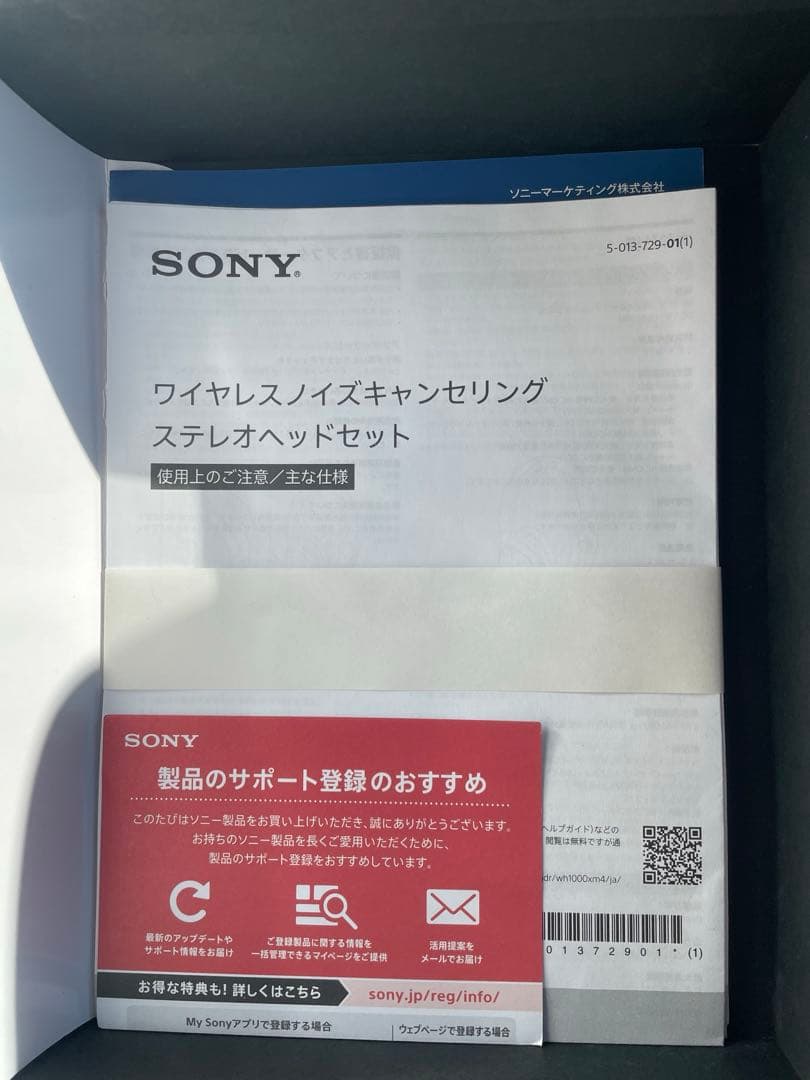 ソニーマーケティング株式会社
5-013-729-01(1)
SONY®
ワイヤレスノイズキャンセリング
ステレオヘッドセット
使用上のご注意／主な仕様
SONY
製品のサポート登録のおすすめ
このたびはソニー製品をお買い上げいただき、誠にありがとうございます。
お持ちのソニー製品を長くご愛用いただくために、
製品のサポート登録をおすすめしています。
最新のアップデートや
サポート情報をお届け
ご登録製品に関する情報を
一括管理できるマイページをご提供
活用提案を
メールでお届け
お得な特典も! 詳しくはこちら
sony.jp/reg/info/
My Sonyアプリで登録する場合
ウェブページで登録する場合
ヘルプガイド)などの
閲覧は無料ですが通
dr/wh1000xm4/ja/
01372901*(1)